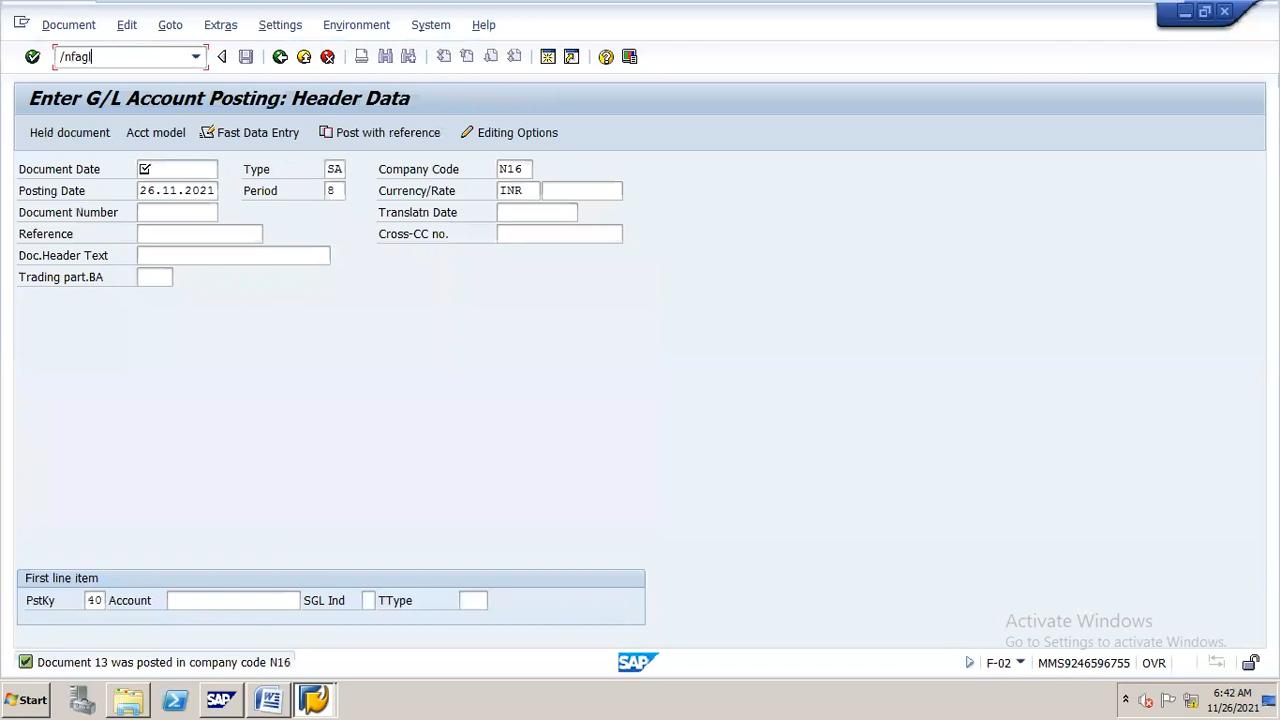 Document Edit Goto Extras Settings Environment System Help
/nfagl
Enter G/L Account Posting: Header Data
Held document Acct model Fast Data Entry Post with reference Editing Options
Document Date Type SA Company Code N16
Posting Date 26.11.2021 Period 8 Currency/Rate INR
Document Number Translatn Date
Reference Cross-CC no.
Doc.Header Text
Trading part.BA
First line item
PstKy 40 Account SGL Ind TType
Activate Windows
Go to Settings to activate Windows.
Document 13 was posted in company code N16 SAP F-02 MMS9246596755 OVR
Start SAP 6:42 AM
11/26/2021